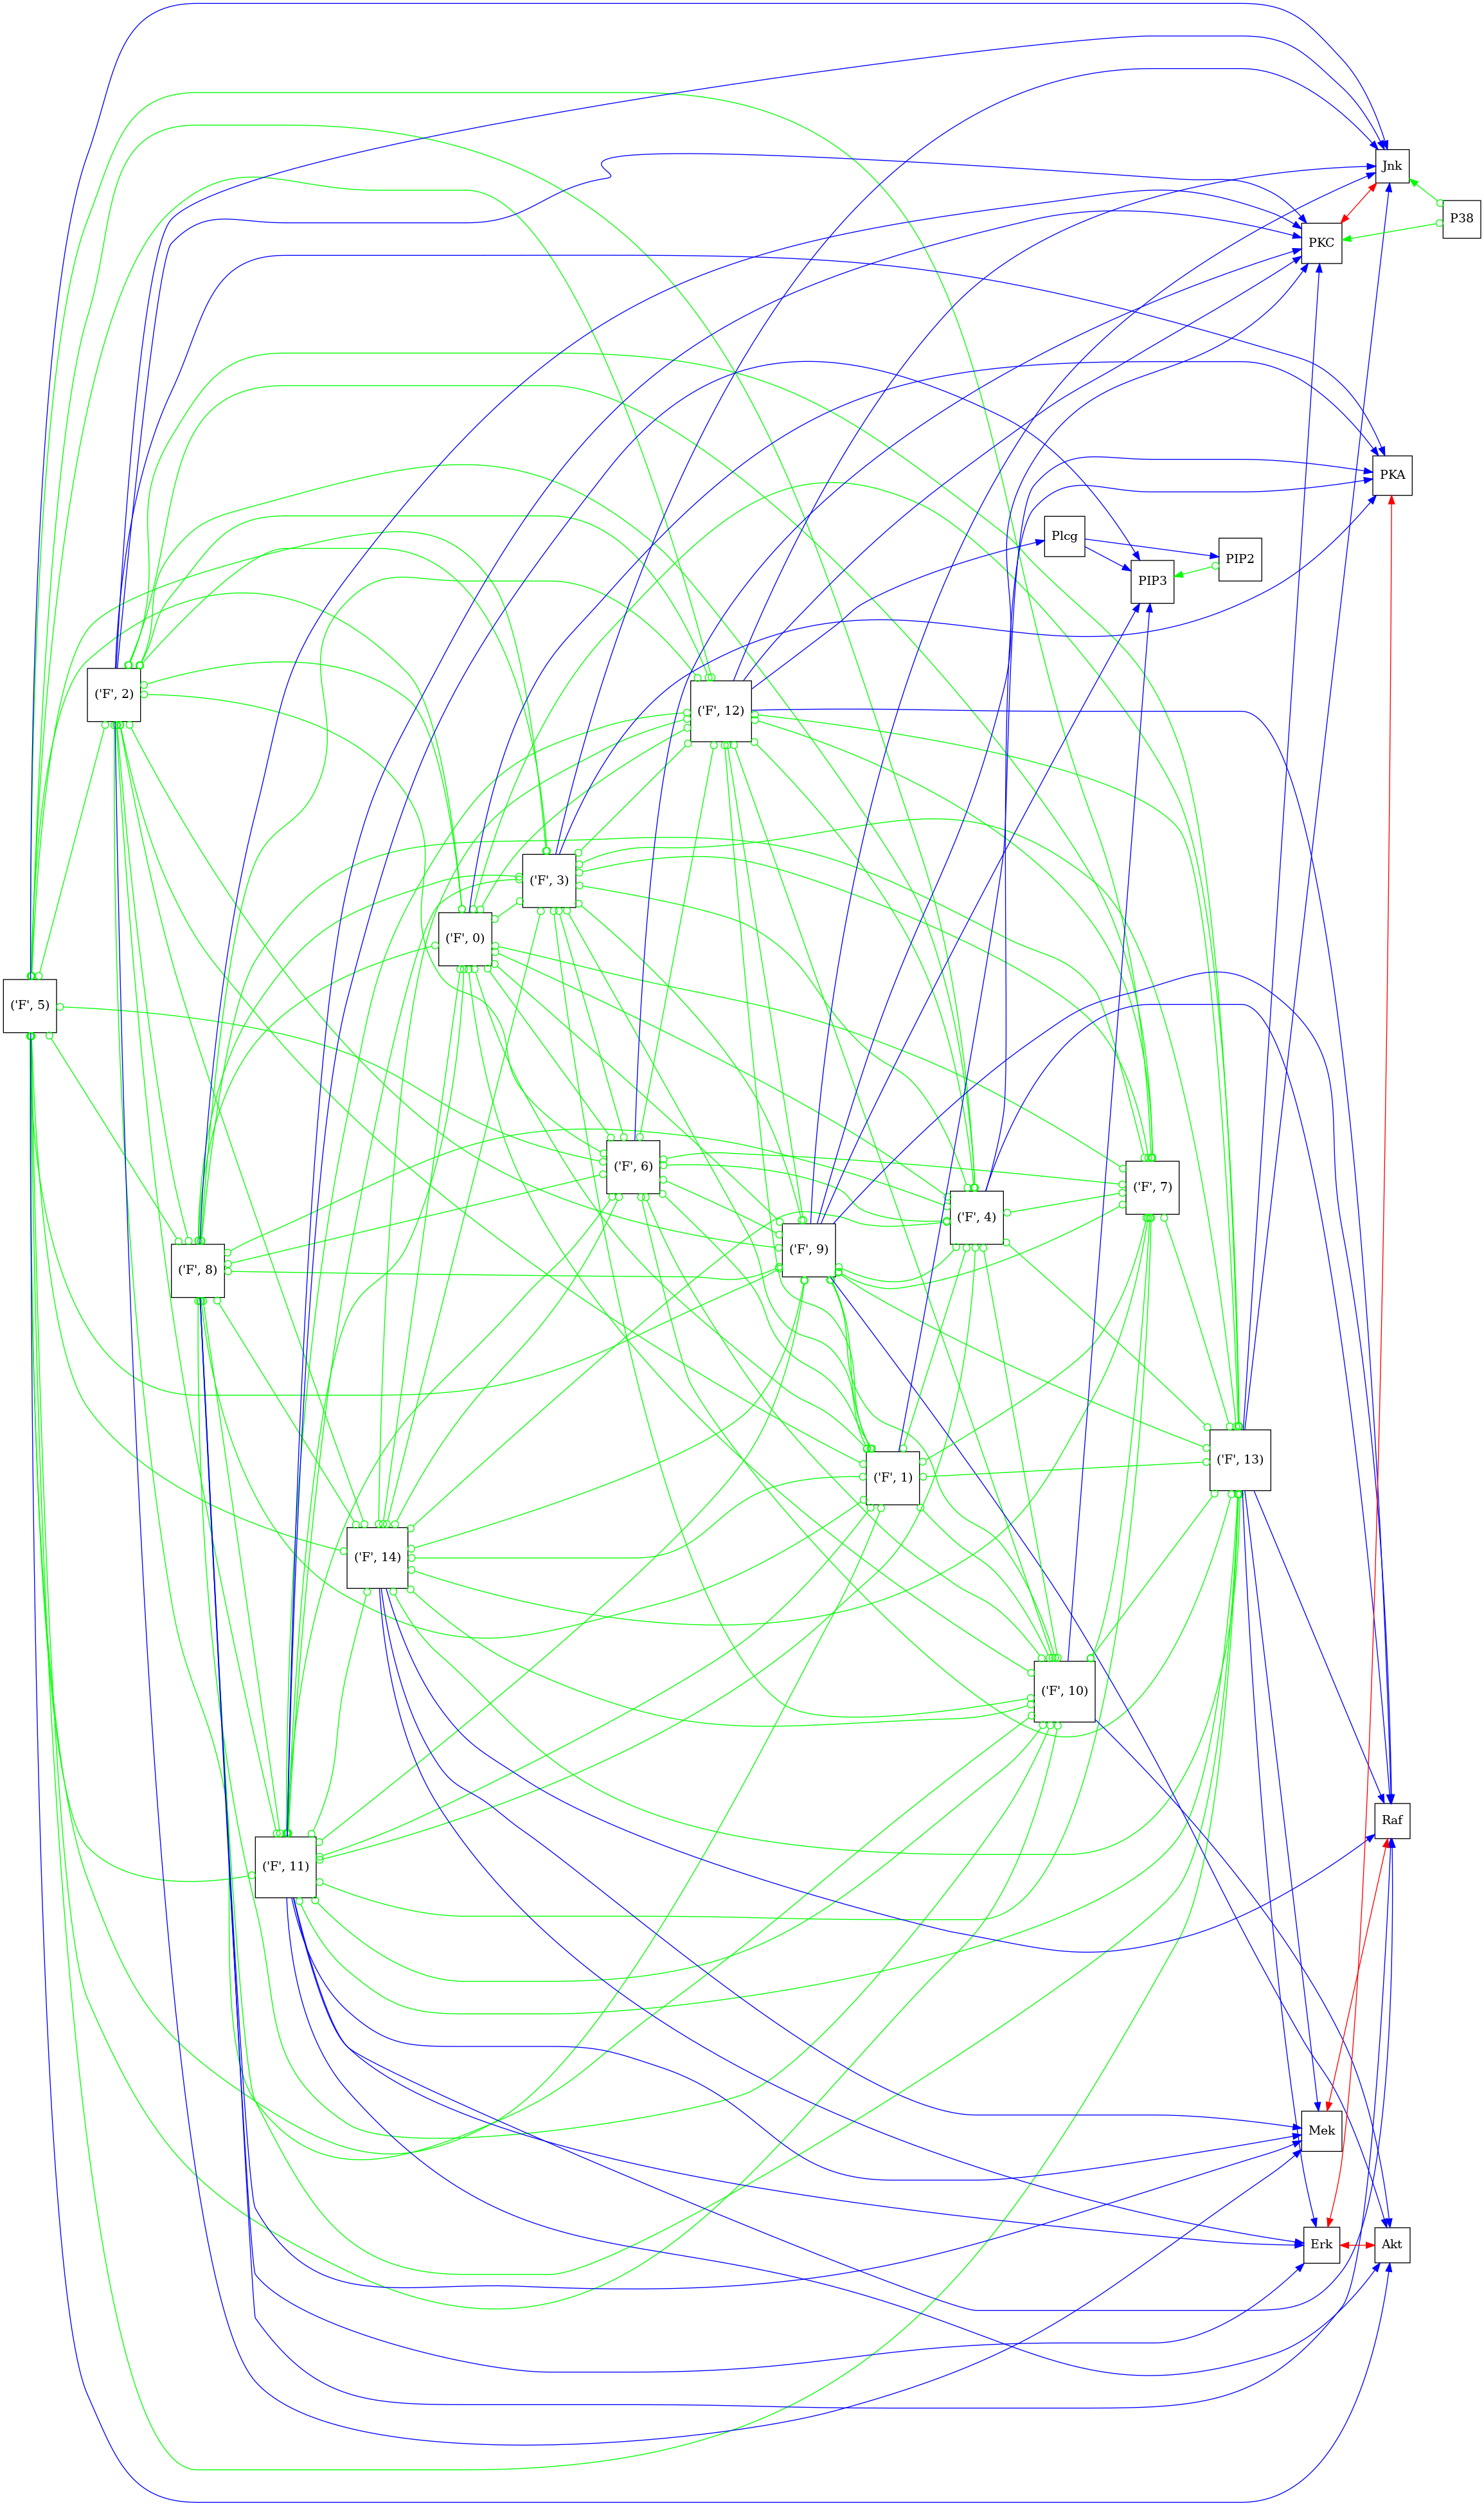 Jnk
P38
PKC
PKA
Plcg
PIP2
PIP3
('F', 2)
('F', 12)
('F', 3)
('F', 0)
('F', 5)
('F', 6)
('F', 7)
('F', 4)
('F', 9)
('F', 8)
('F', 13)
('F', 1)
('F', 14)
('F', 10)
Raf
('F', 11)
Mek
Erk
Akt